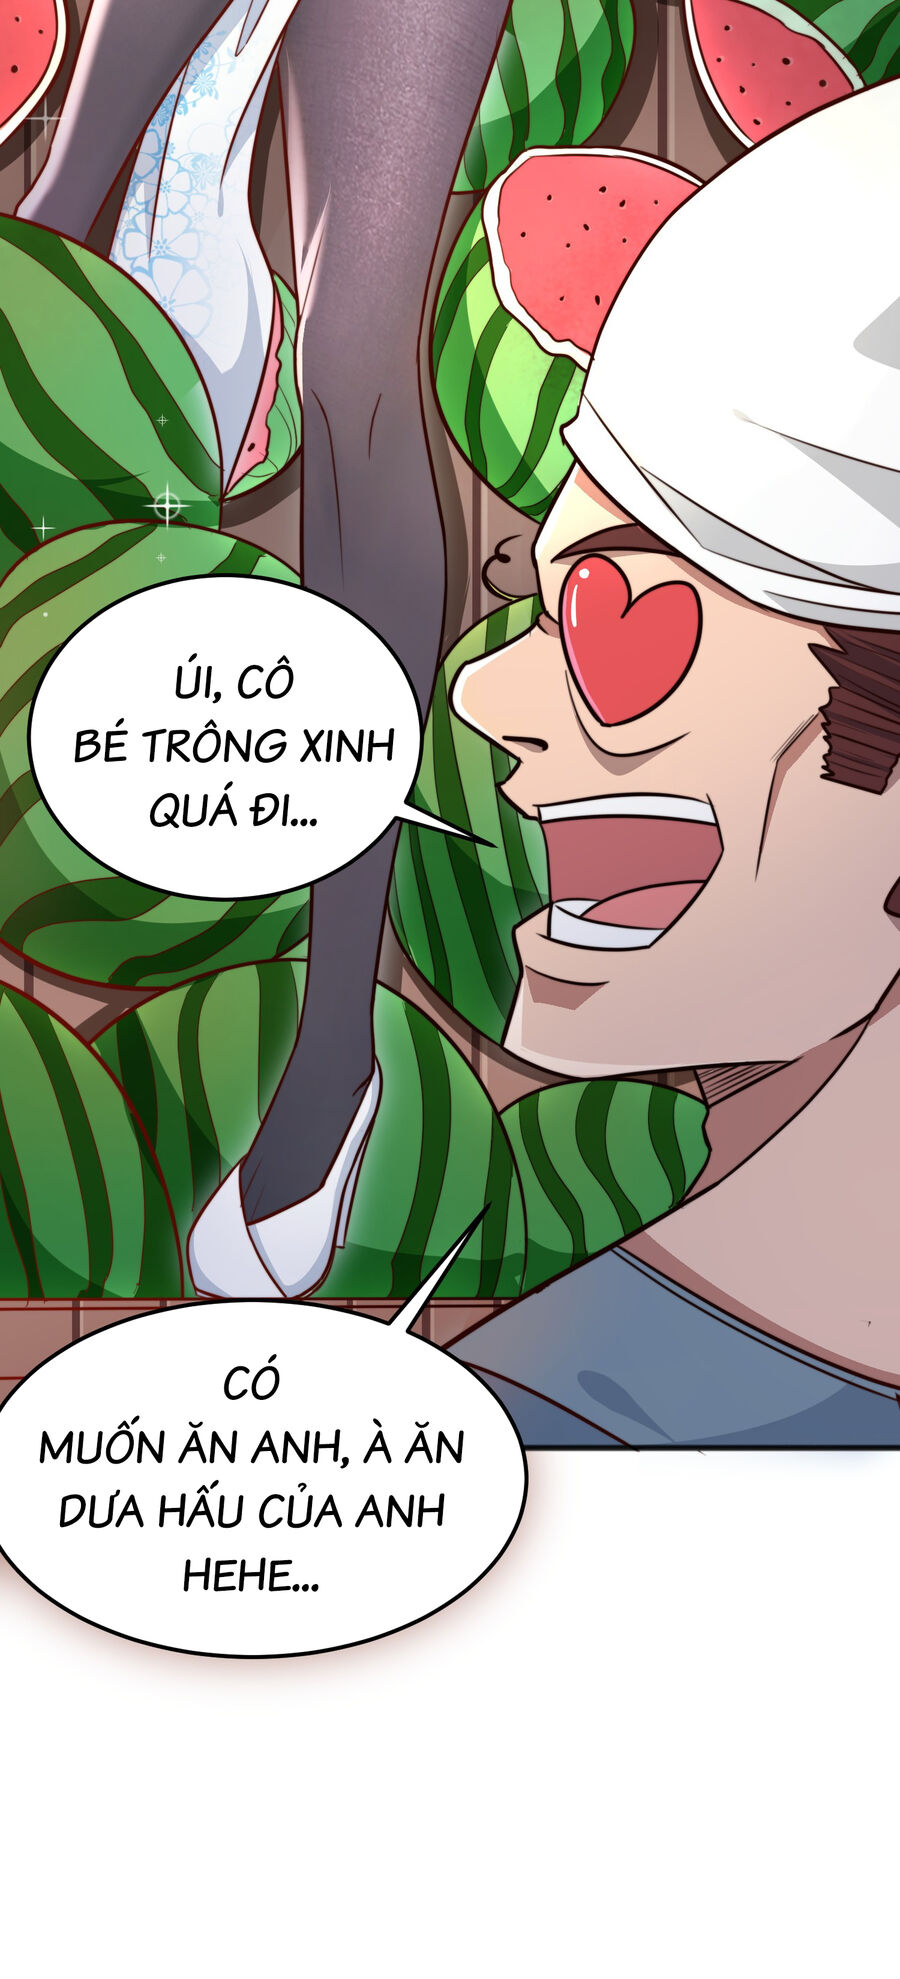 ÚI, CÔ
BÉ TRÔNG XINH
QUÁ ĐI...
CÓ
MUỐN ĂN ANH, À ĂN
DƯA HẤU CỦA ANH
HEHE...